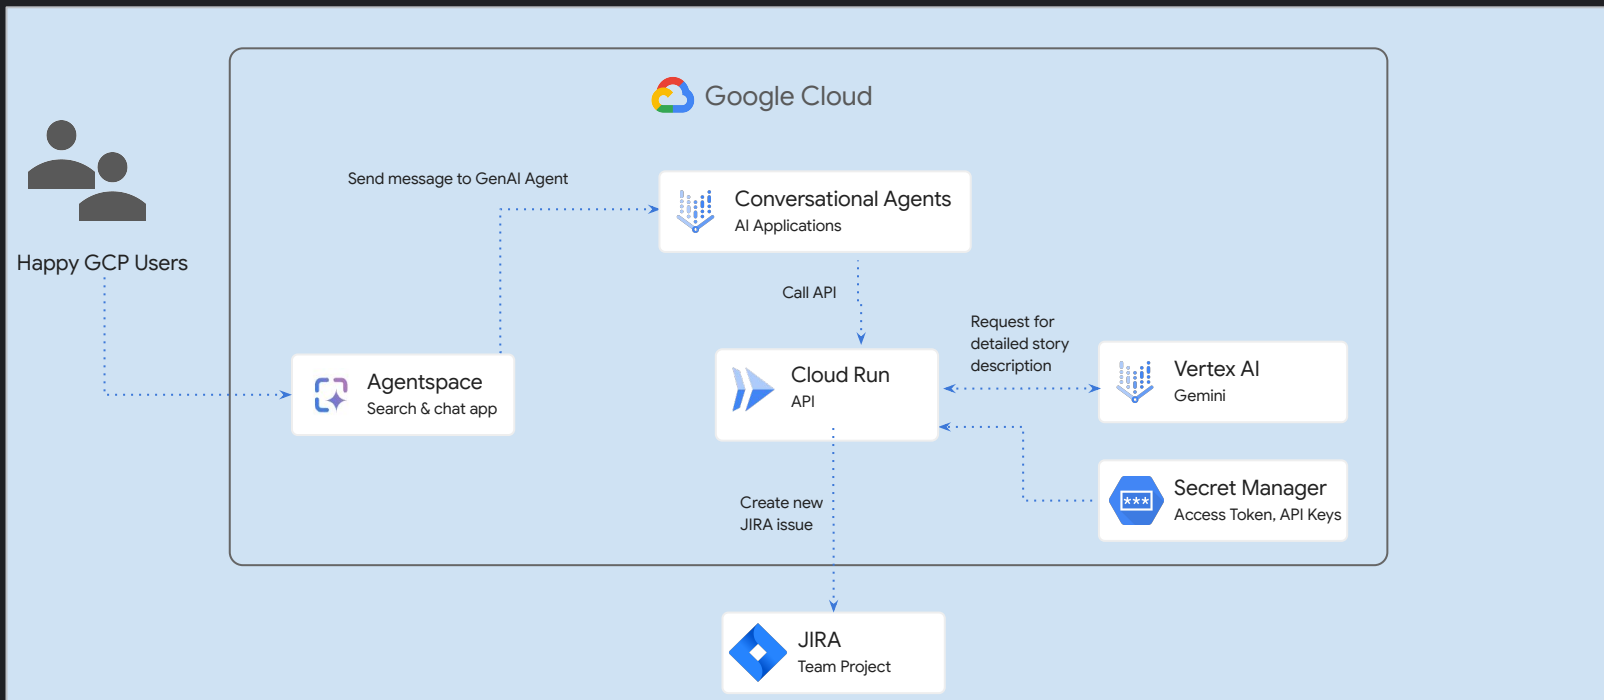 Google Cloud
Happy GCP Users
Send message to GenAI Agent
Conversational Agents
AI Applications
Call API
Agentspace
Search & chat app
Cloud Run
API
Request for
detailed story
description
Vertex AI
Gemini
Secret Manager
Access Token, API Keys
***
Create new
JIRA issue
JIRA
Team Project